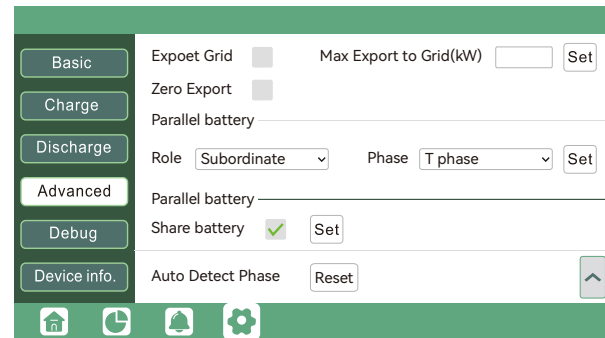 Basic
Charge
Discharge
Advanced
Debug
Device info.
Expoet Grid Max Export to Grid(kW) Set
Zero Export
Parallel battery
Role Subordinate Phase T phase Set
Parallel battery
Share battery Set
Auto Detect Phase Reset